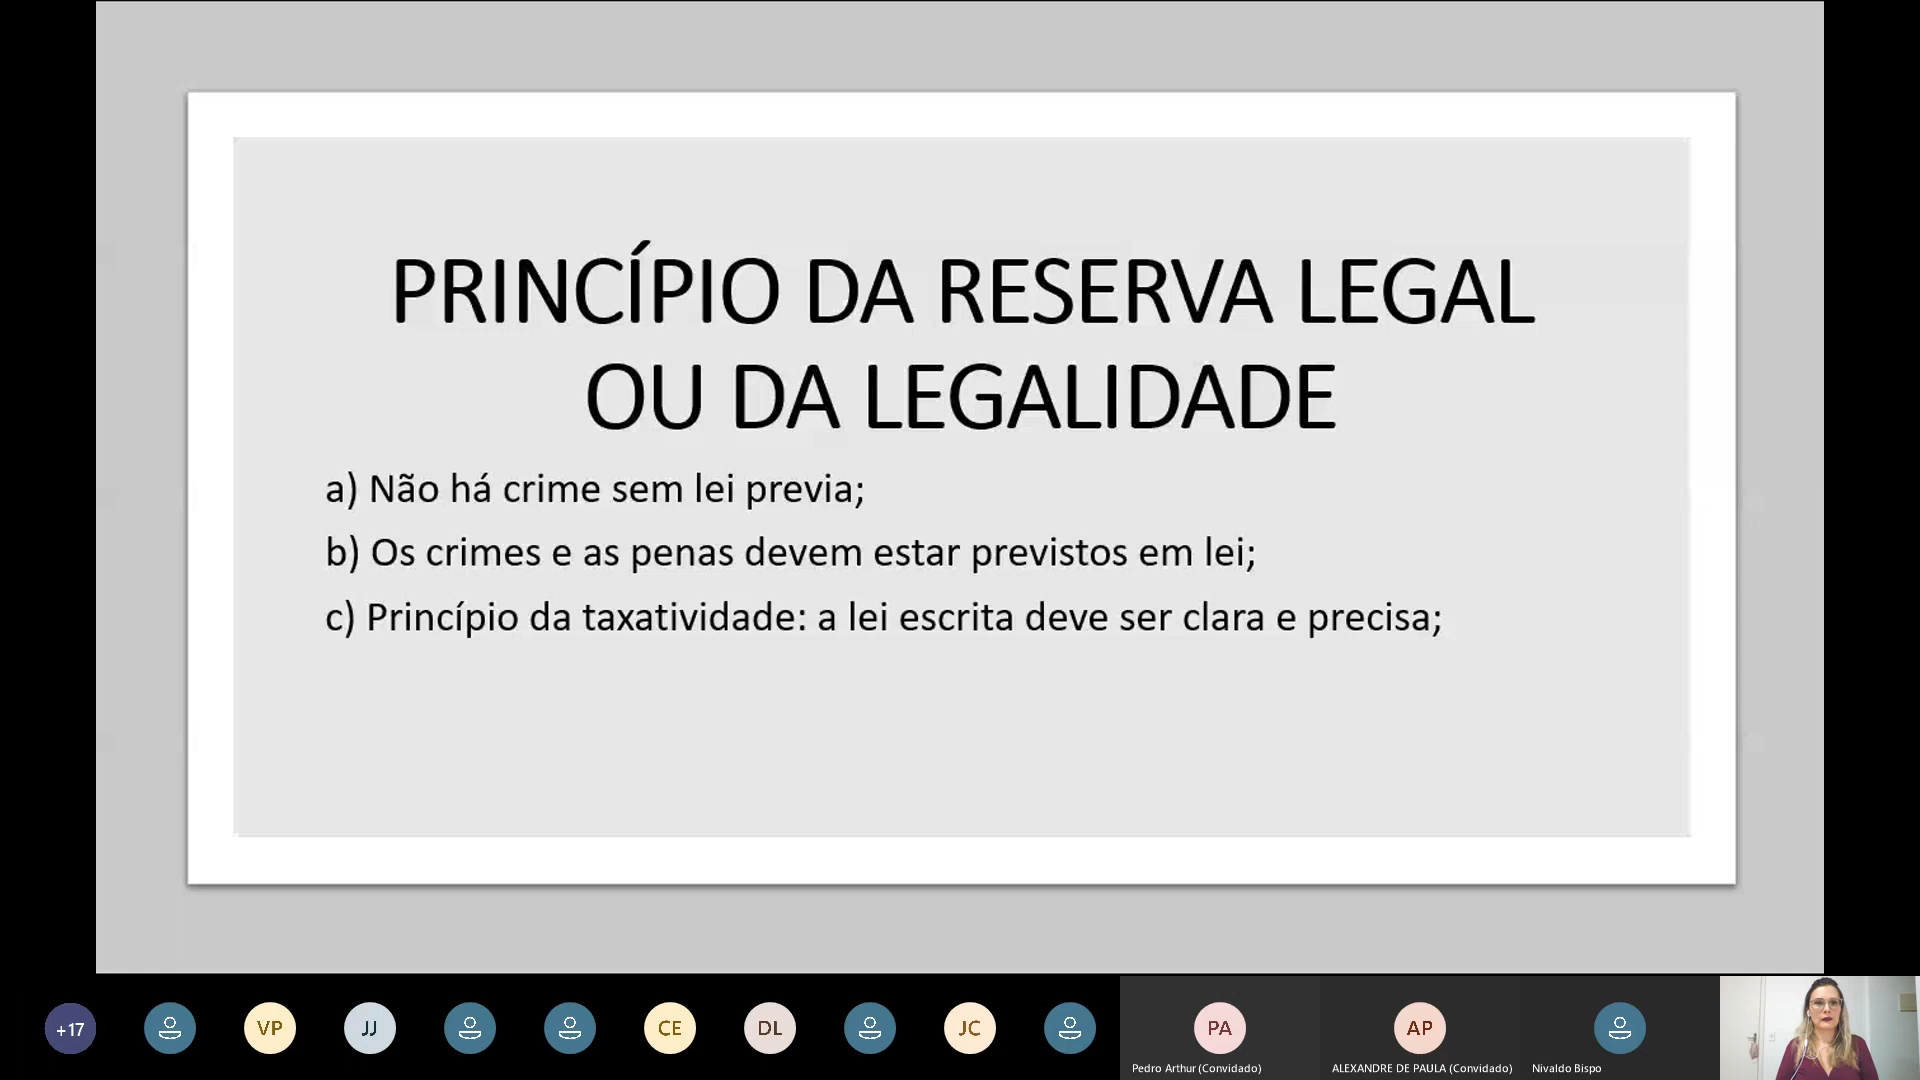 PRINCÍPIO DA RESERVA LEGAL
OU DA LEGALIDADE
a) Não há crime sem lei previa;
b) Os crimes e as penas devem estar previstos em lei;
c) Princípio da taxatividade: a lei escrita deve ser clara e precisa;
+17
VP
JJ
CE
DL
JC
PA
AP
Pedro Arthur (Convidado)
ALEXANDRE DE PAULA (Convidado)
Nivaldo Bispo